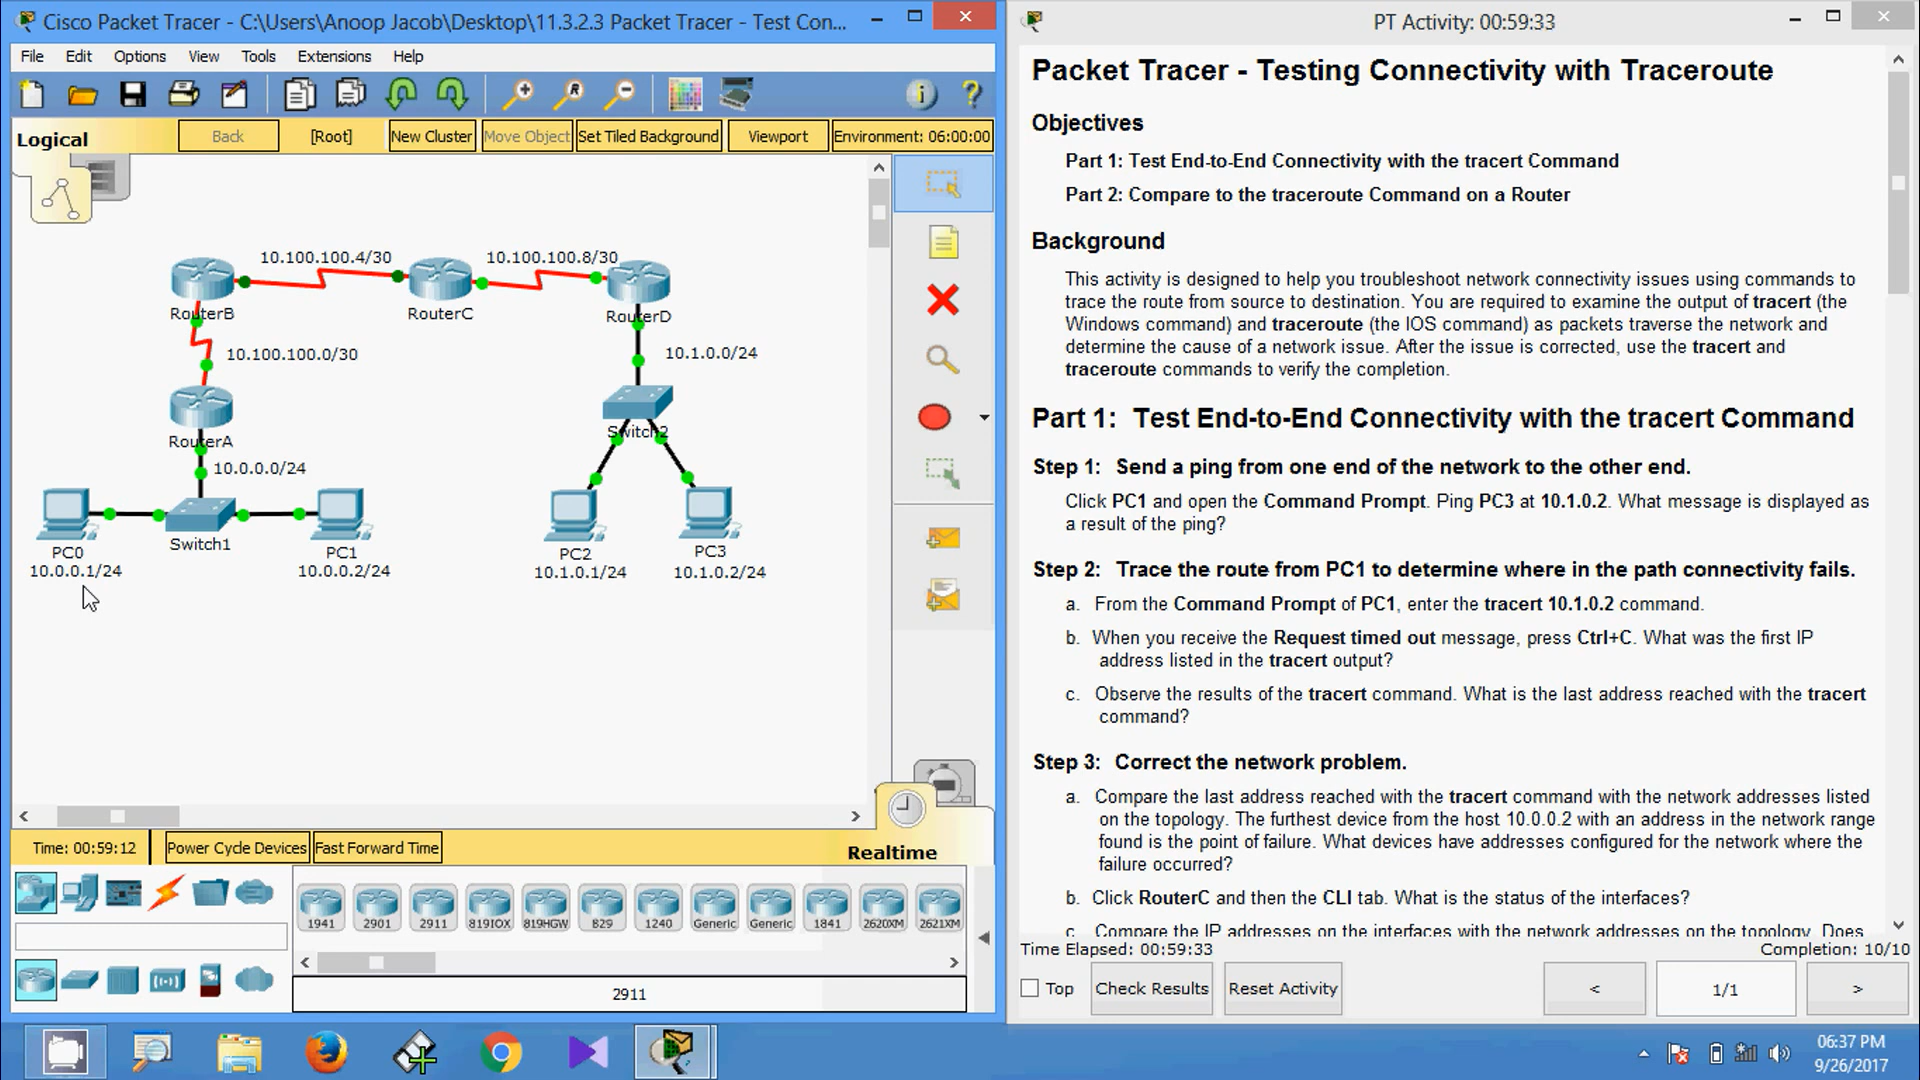 Cisco Packet Tracer - C:\Users\Anoop Jacob\Desktop\11.3.2.3 Packet Tracer - Test Con...
File Edit Options View Tools Extensions Help
Logical
Back
[Root]
New Cluster
Move Object
Set Tiled Background
Viewport
Environment: 06:00:00
10.100.100.4/30
10.100.100.8/30
RouterB
RouterC
RouterD
10.100.100.0/30
10.1.0.0/24
RouterA
Switch2
10.0.0.0/24
PC0
10.0.0.1/24
Switch1
PC1
10.0.0.2/24
PC2
10.1.0.1/24
PC3
10.1.0.2/24
Time: 00:59:12
Power Cycle Devices
Fast Forward Time
Realtime
1941 2901 2911 819IOX 819HGW 829 1240 Generic Generic 1841 2620XM 2621XM
2911
PT Activity: 00:59:33
Packet Tracer - Testing Connectivity with Traceroute
Objectives
Part 1: Test End-to-End Connectivity with the tracert Command
Part 2: Compare to the traceroute Command on a Router
Background
This activity is designed to help you troubleshoot network connectivity issues using commands to
trace the route from source to destination. You are required to examine the output of tracert (the
Windows command) and traceroute (the IOS command) as packets traverse the network and
determine the cause of a network issue. After the issue is corrected, use the tracert and
traceroute commands to verify the completion.
Part 1: Test End-to-End Connectivity with the tracert Command
Step 1: Send a ping from one end of the network to the other end.
Click PC1 and open the Command Prompt. Ping PC3 at 10.1.0.2. What message is displayed as
a result of the ping?
Step 2: Trace the route from PC1 to determine where in the path connectivity fails.
a. From the Command Prompt of PC1, enter the tracert 10.1.0.2 command.
b. When you receive the Request timed out message, press Ctrl+C. What was the first IP
address listed in the tracert output?
c. Observe the results of the tracert command. What is the last address reached with the tracert
command?
Step 3: Correct the network problem.
a. Compare the last address reached with the tracert command with the network addresses listed
on the topology. The furthest device from the host 10.0.0.2 with an address in the network range
found is the point of failure. What devices have addresses configured for the network where the
failure occurred?
b. Click RouterC and then the CLI tab. What is the status of the interfaces?
c. Compare the IP addresses on the interfaces with the network addresses on the topology. Does
Time Elapsed: 00:59:33
Completion: 10/10
Top
Check Results
Reset Activity
<
1/1
>
06:37 PM
9/26/2017